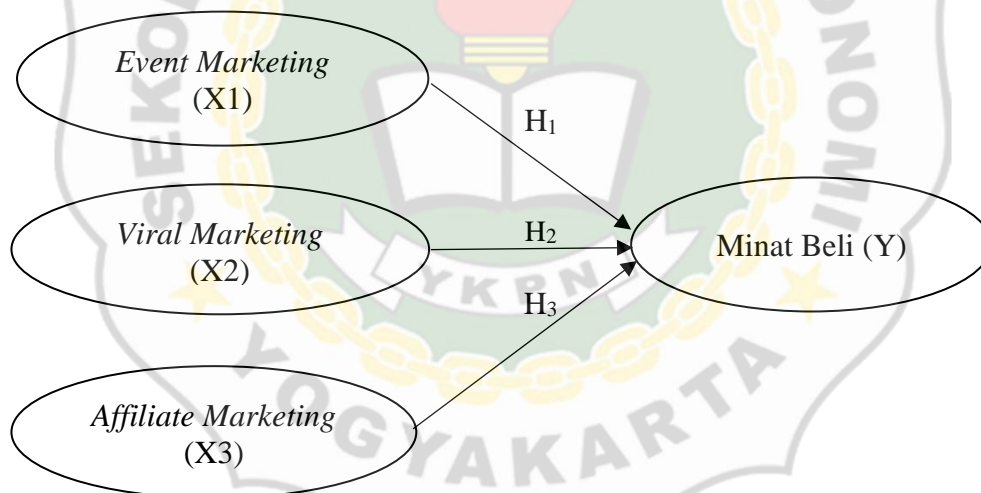 Event Marketing
(X1)
H₁
Viral Marketing
(X2)
H₂
Minat Beli (Y)
H₃
Affiliate Marketing
(X3)
YKPN
YOGYAKARTA